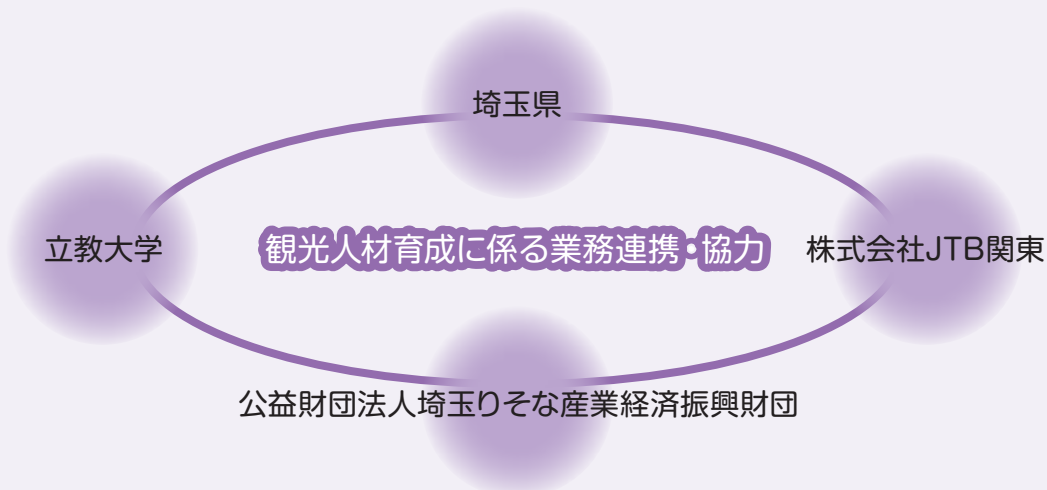 埼玉県
立教大学
観光人材育成に係る業務連携・協力
株式会社JTB関東
公益財団法人埼玉りそな産業経済振興財団